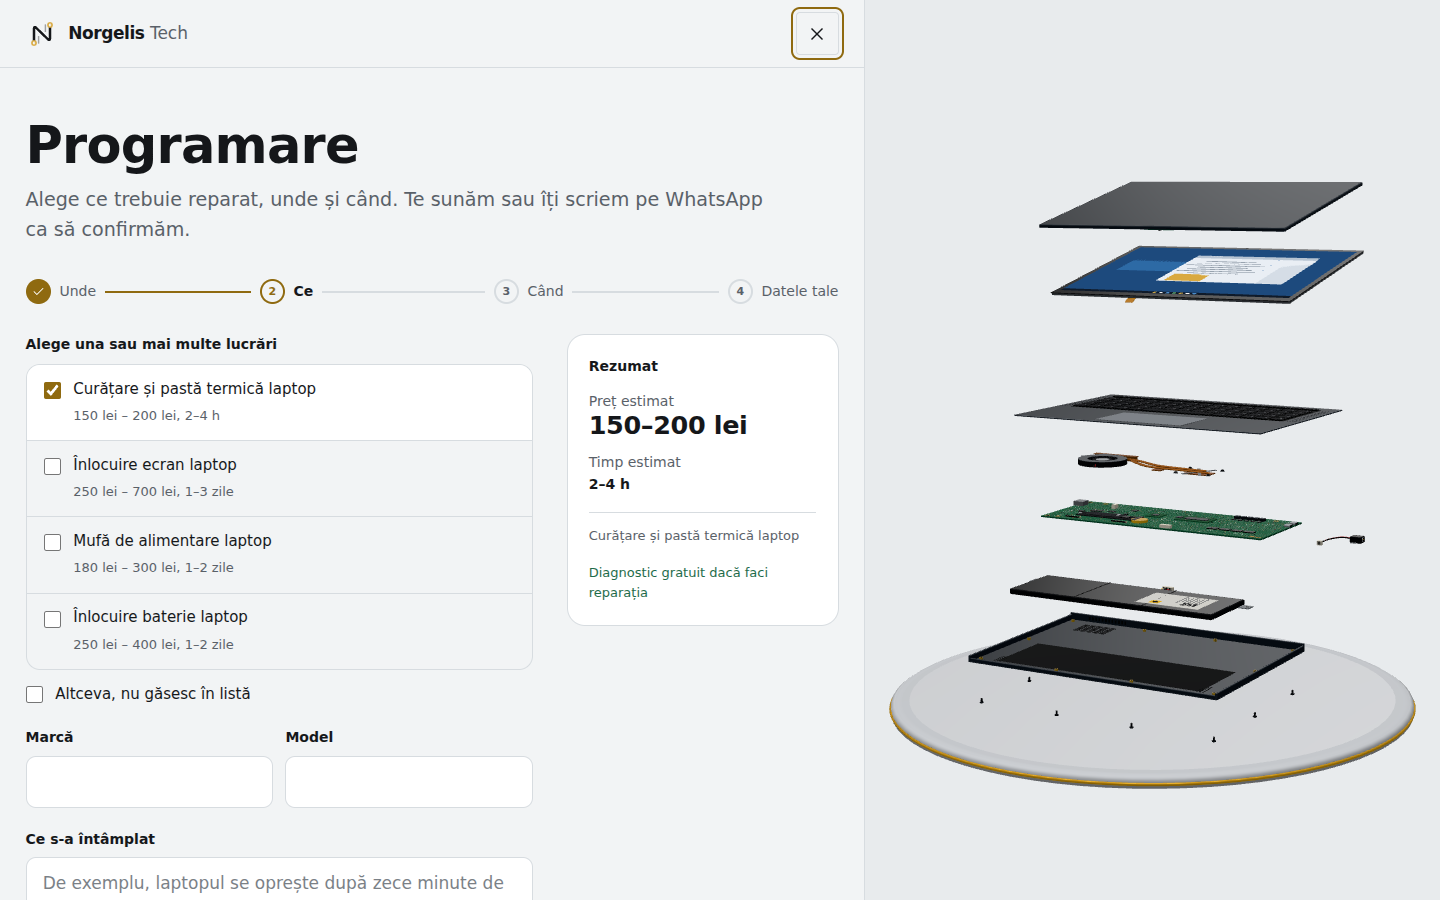 Norgelis Tech
Programare
Alege ce trebuie reparat, unde și când. Te sunăm sau îți scriem pe WhatsApp
ca să confirmăm.
Unde
2 Ce
3 Când
4 Datele tale
Alege una sau mai multe lucrări
Curățare și pastă termică laptop
150 lei – 200 lei, 2–4 h
Înlocuire ecran laptop
250 lei – 700 lei, 1–3 zile
Mufă de alimentare laptop
180 lei – 300 lei, 1–2 zile
Înlocuire baterie laptop
250 lei – 400 lei, 1–2 zile
Altceva, nu găsesc în listă
Marcă
Model
Ce s-a întâmplat
De exemplu, laptopul se oprește după zece minute de
Rezumat
Preț estimat
150–200 lei
Timp estimat
2–4 h
Curățare și pastă termică laptop
Diagnostic gratuit dacă faci
reparația